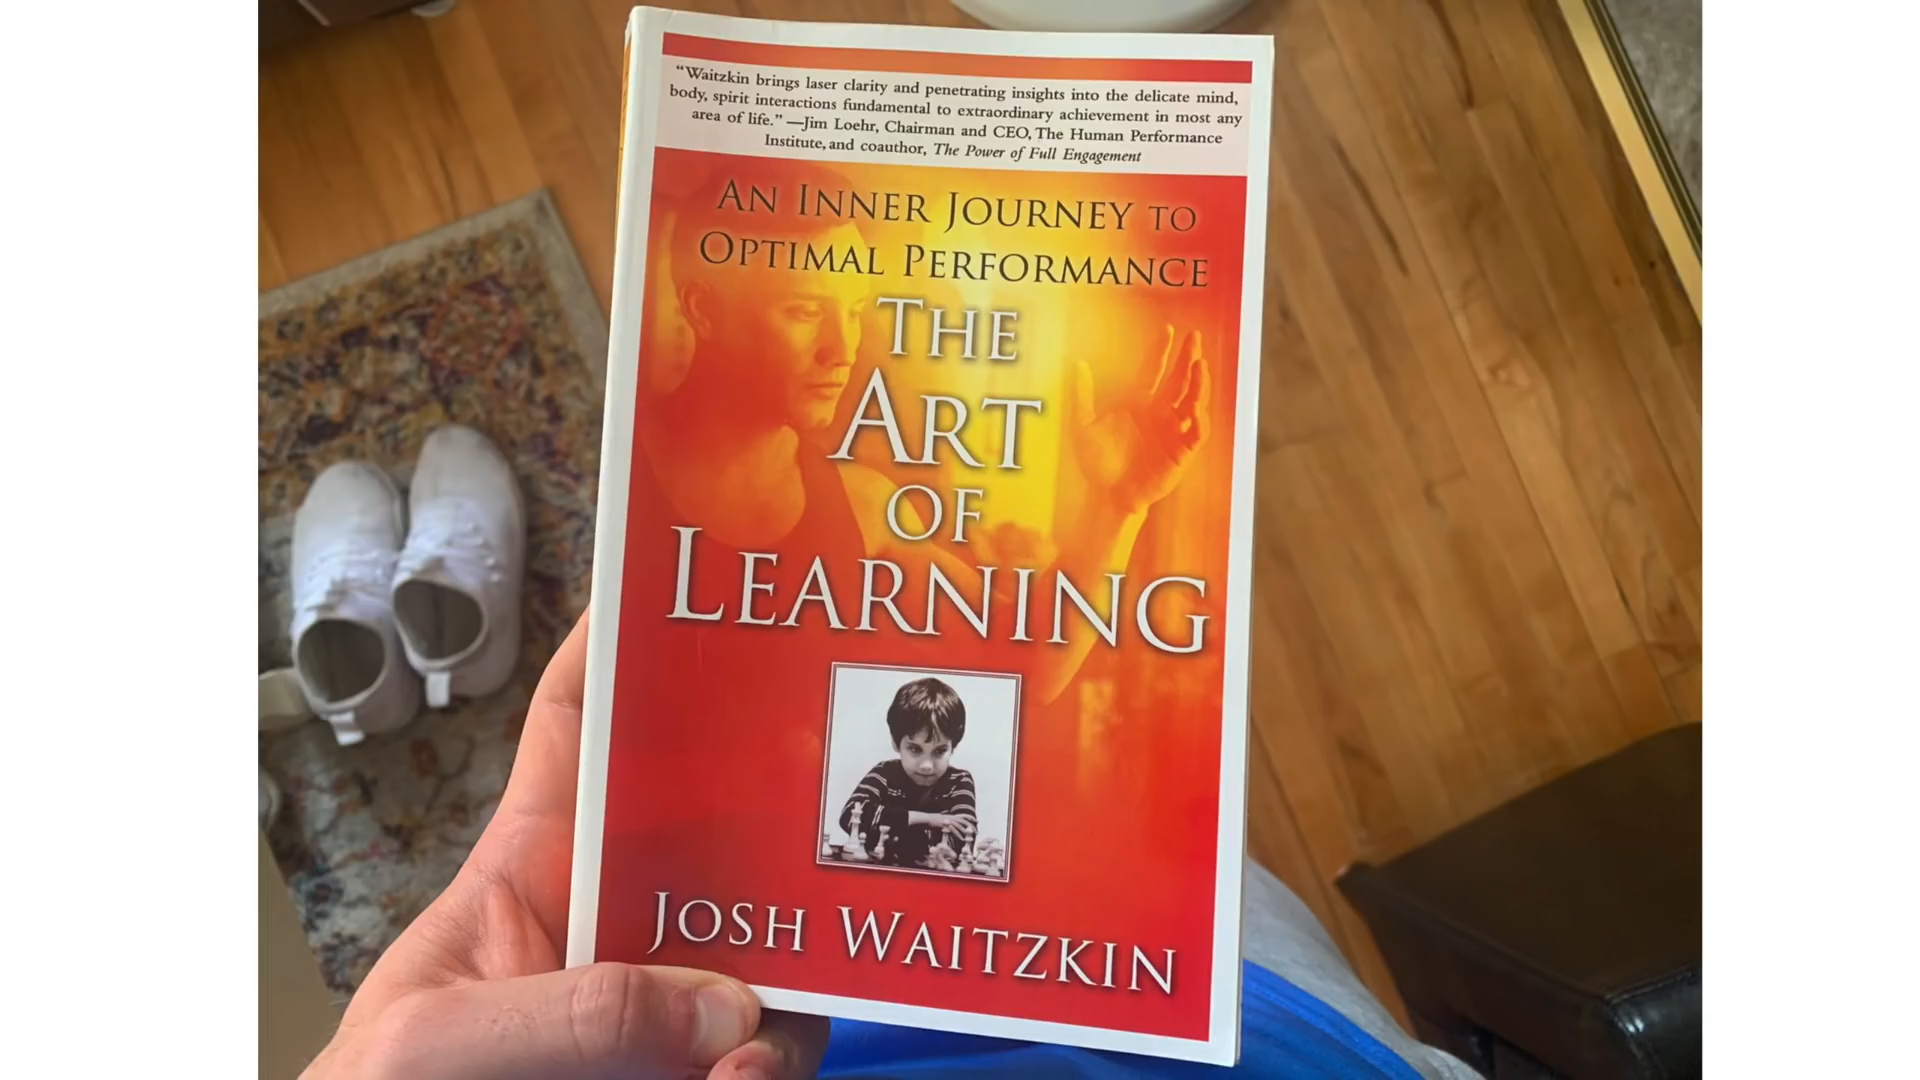 “Waitzkin brings laser clarity and penetrating insights into the delicate mind,
body, spirit interactions fundamental to extraordinary achievement in most any
area of life.” —Jim Loehr, Chairman and CEO, The Human Performance
Institute, and coauthor, The Power of Full Engagement
AN INNER JOURNEY TO
OPTIMAL PERFORMANCE
THE
ART
OF
LEARNING
JOSH WAITZKIN